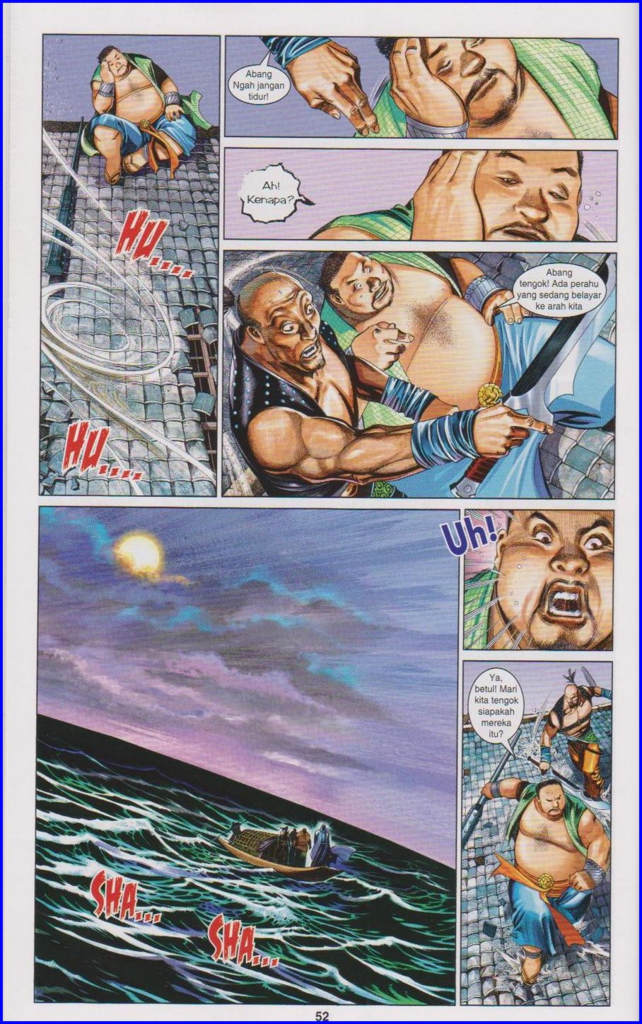 HU....
HU....
Abang
Ngah jangan
tidur!
Ah!
Kenapa?
Abang
tengok! Ada perahu
yang sedang belayar
ke arah kita
SHA...
SHA...
Uh!
Ya,
betul! Mari
kita tengok
siapakah
mereka
itu?
52